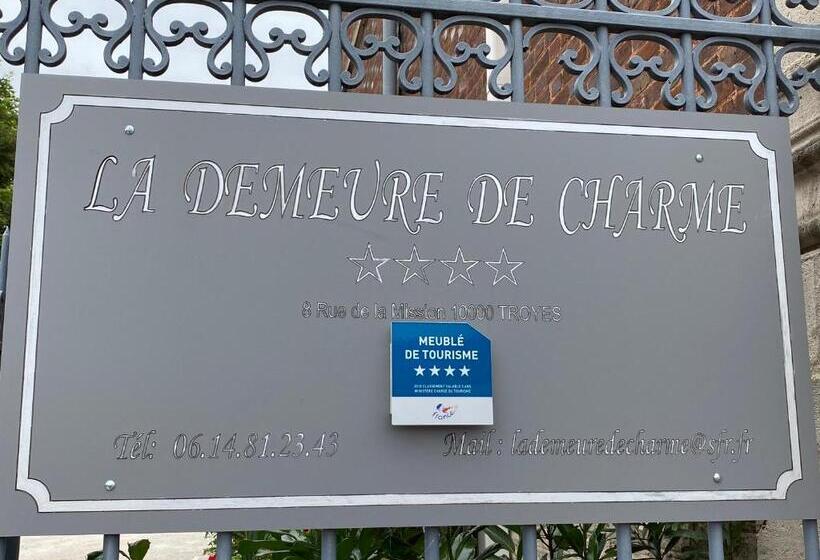 LA DEMEURE DE CHARME
8 Rue de la Mission 10000 TROYES
MEUBLÉ
DE TOURISME
Tél: 06.14.81.23.43
Mail : lademeuredecharme@sfr.fr